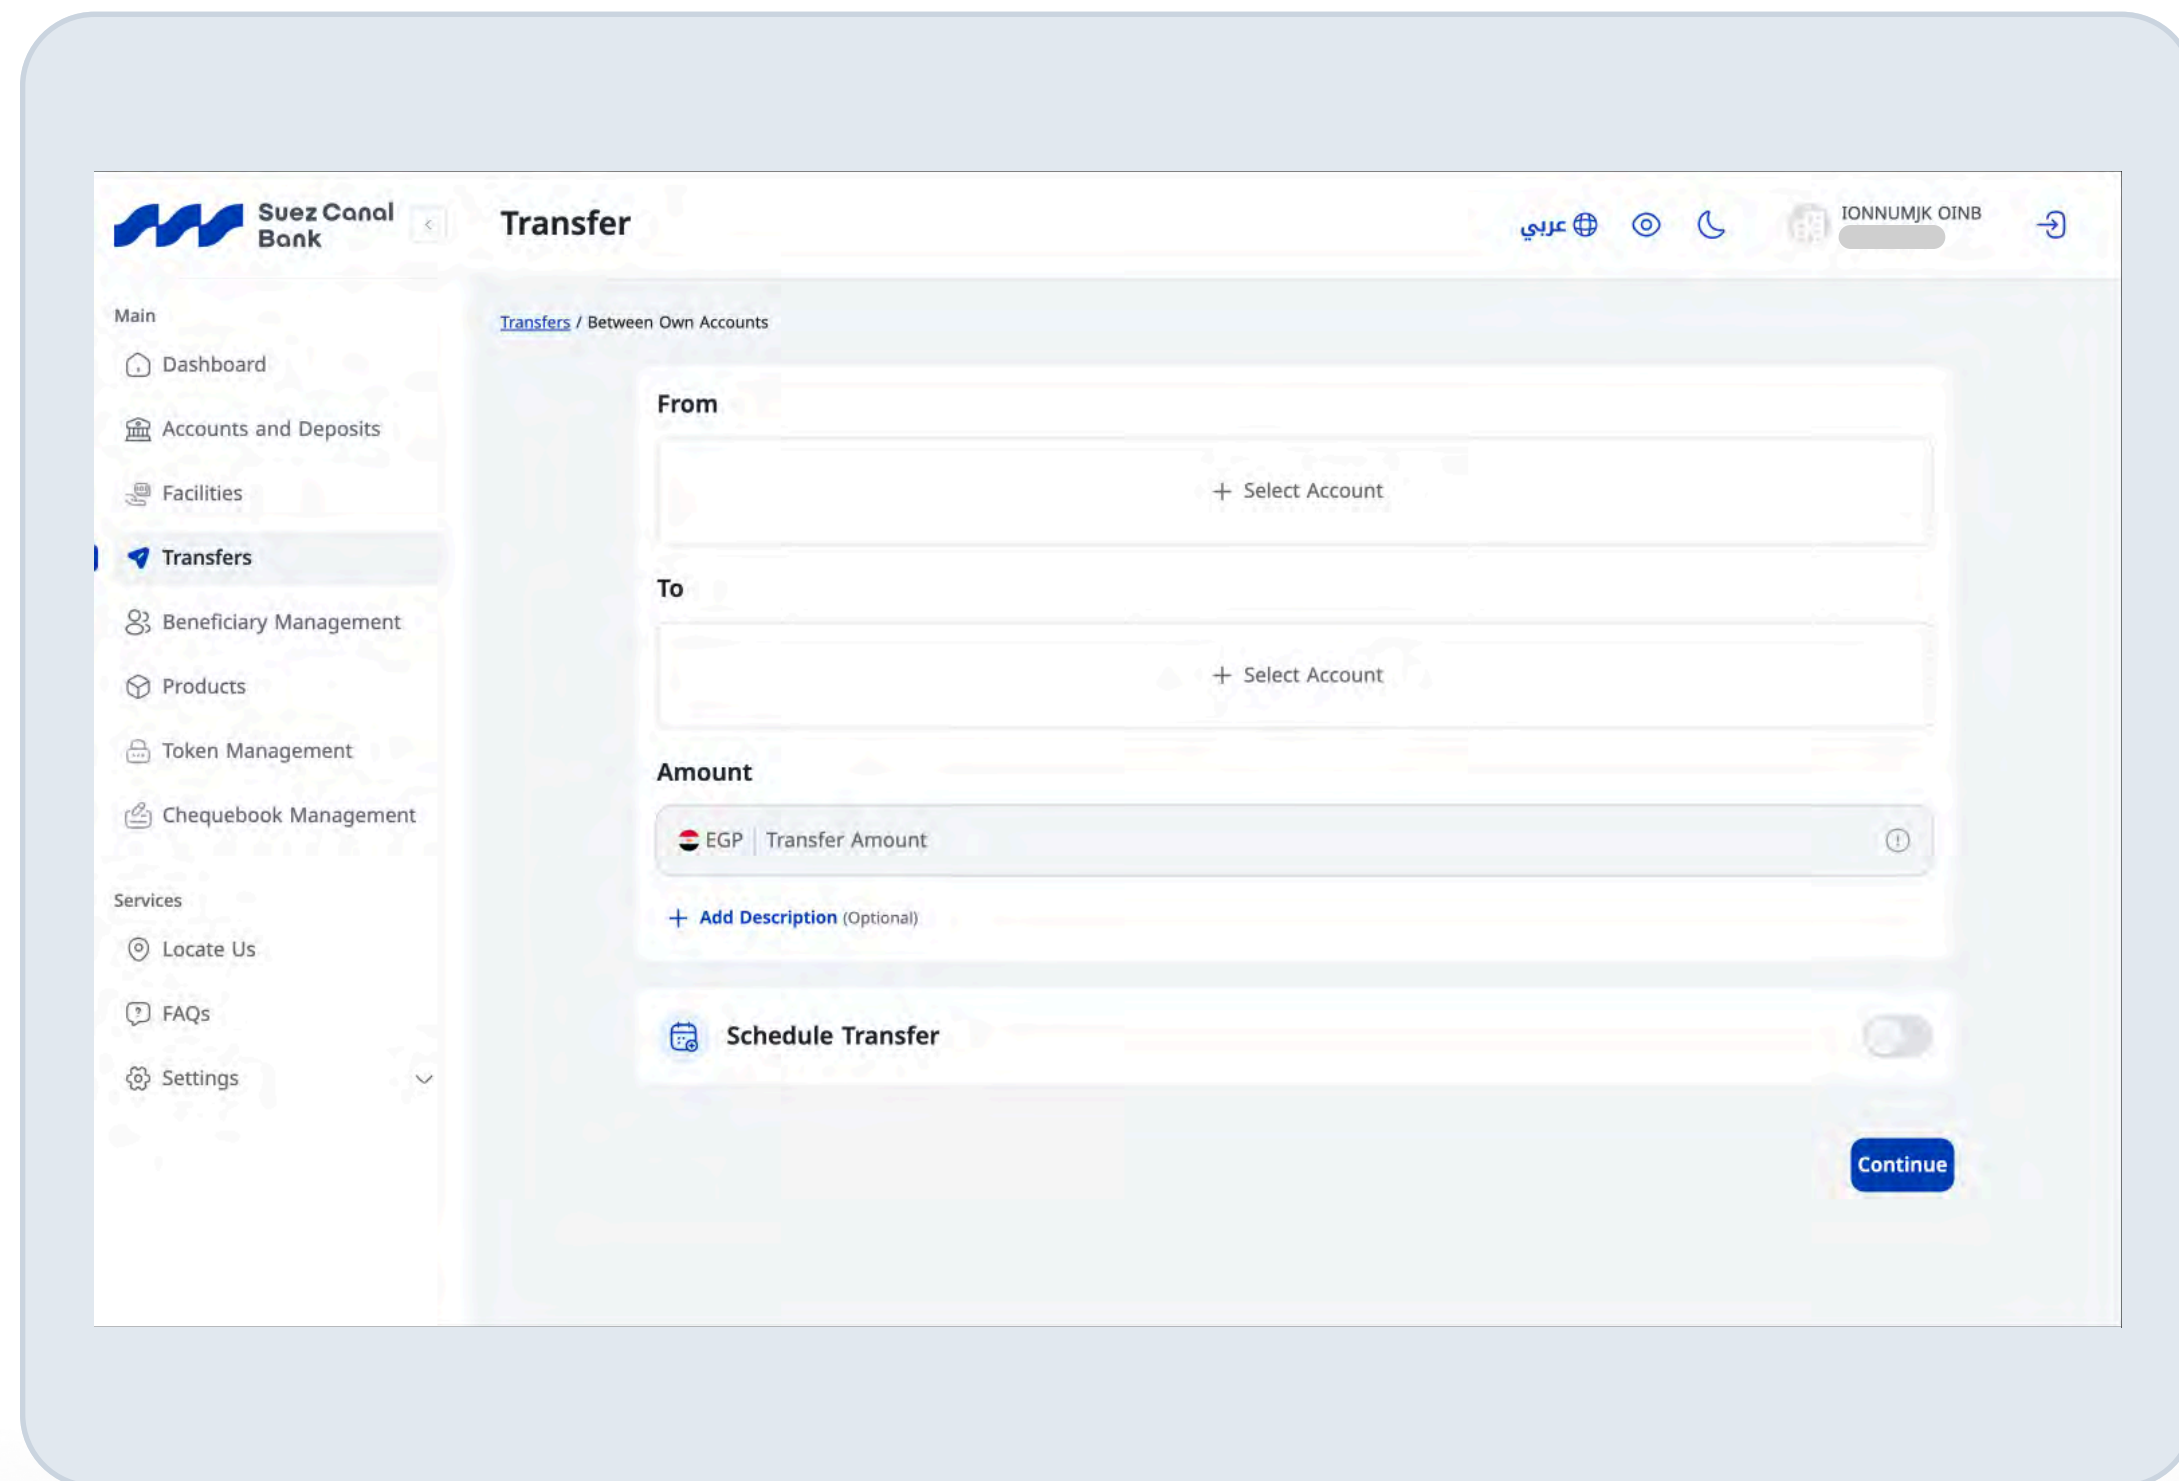 Suez Canal
Bank
Transfer
عربي
IONNUMJK OINB
Main
Dashboard
Accounts and Deposits
Facilities
Transfers
Beneficiary Management
Products
Token Management
Chequebook Management
Services
Locate Us
FAQs
Settings
Transfers / Between Own Accounts
From
+ Select Account
To
+ Select Account
Amount
EGP Transfer Amount
+ Add Description (Optional)
Schedule Transfer
Continue